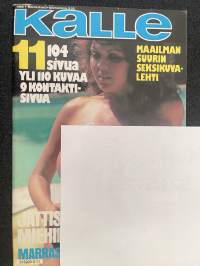 kalle
11 104
sivua
YLI 110 KUVAA
9 KONTAKTI-
SIVUA
MAAILMAN
SUURIN
SEKSIKUVA-
LEHTI